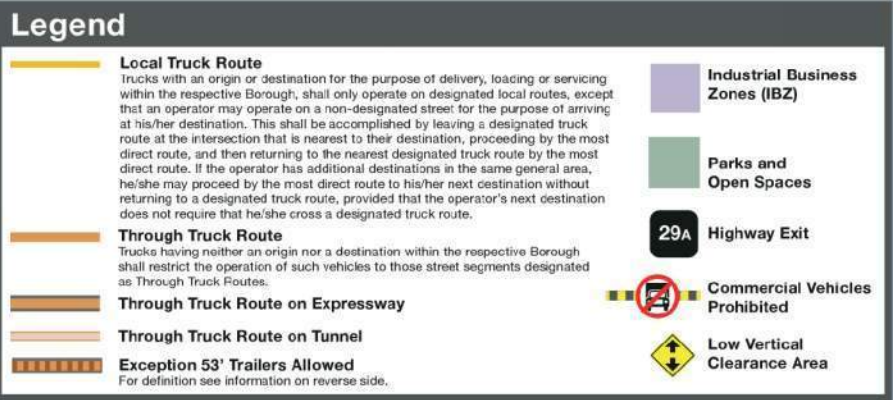 Legend
Local Truck Route
Trucks with an origin or destination for the purpose of delivery, loading or servicing
within the respective Borough, shall only operate on designated local routes, except
that an operator may operate on a non-designated street for the purpose of arriving
at his/her destination. This shall be accomplished by leaving a designated truck
route at the intersection that is nearest to their destination, proceeding by the most
direct route, and then returning to the nearest designated truck route by the most
direct route. If the operator has additional destinations in the same general area,
he/she may proceed by the most direct route to his/her next destination without
returning to a designated truck route, provided that the operator's next destination
does not require that he/she cross a designated truck route.
Through Truck Route
Trucks having neither an origin nor a destination within the respective Borough
shall restrict the operation of such vehicles to those street segments designated
as Through Truck Routes.
Through Truck Route on Expressway
Through Truck Route on Tunnel
Exception 53' Trailers Allowed
For definition see information on reverse side.
Industrial Business
Zones (IBZ)
Parks and
Open Spaces
29A Highway Exit
Commercial Vehicles
Prohibited
Low Vertical
Clearance Area